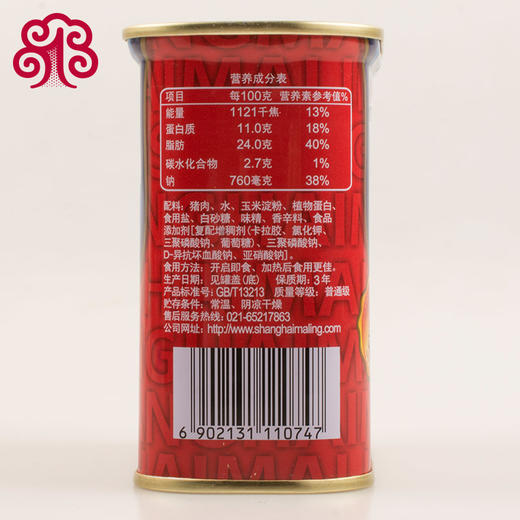 营养成分表
项目 每100克 营养素参考值%
能量 1121千焦 13%
蛋白质 11.0克 18%
脂肪 24.0克 40%
碳水化合物 2.7克 1%
钠 760毫克 38%
配料：猪肉、水、玉米淀粉、植物蛋白、
食用盐、白砂糖、味精、香辛料、食品
添加剂[复配增稠剂(卡拉胶、氯化钾、
三聚磷酸钠、葡萄糖)、三聚磷酸钠、
D-异抗坏血酸钠、亚硝酸钠]。
食用方法：开启即食、加热后食用更佳。
生产日期：见罐盖(底) 保质期：3年
产品标准号：GB/T13213 质量等级：普通级
贮存条件：常温、阴凉干燥
售后服务热线：021-65217863
公司网址：http://www.shanghaimaling.com
6 902131 110747